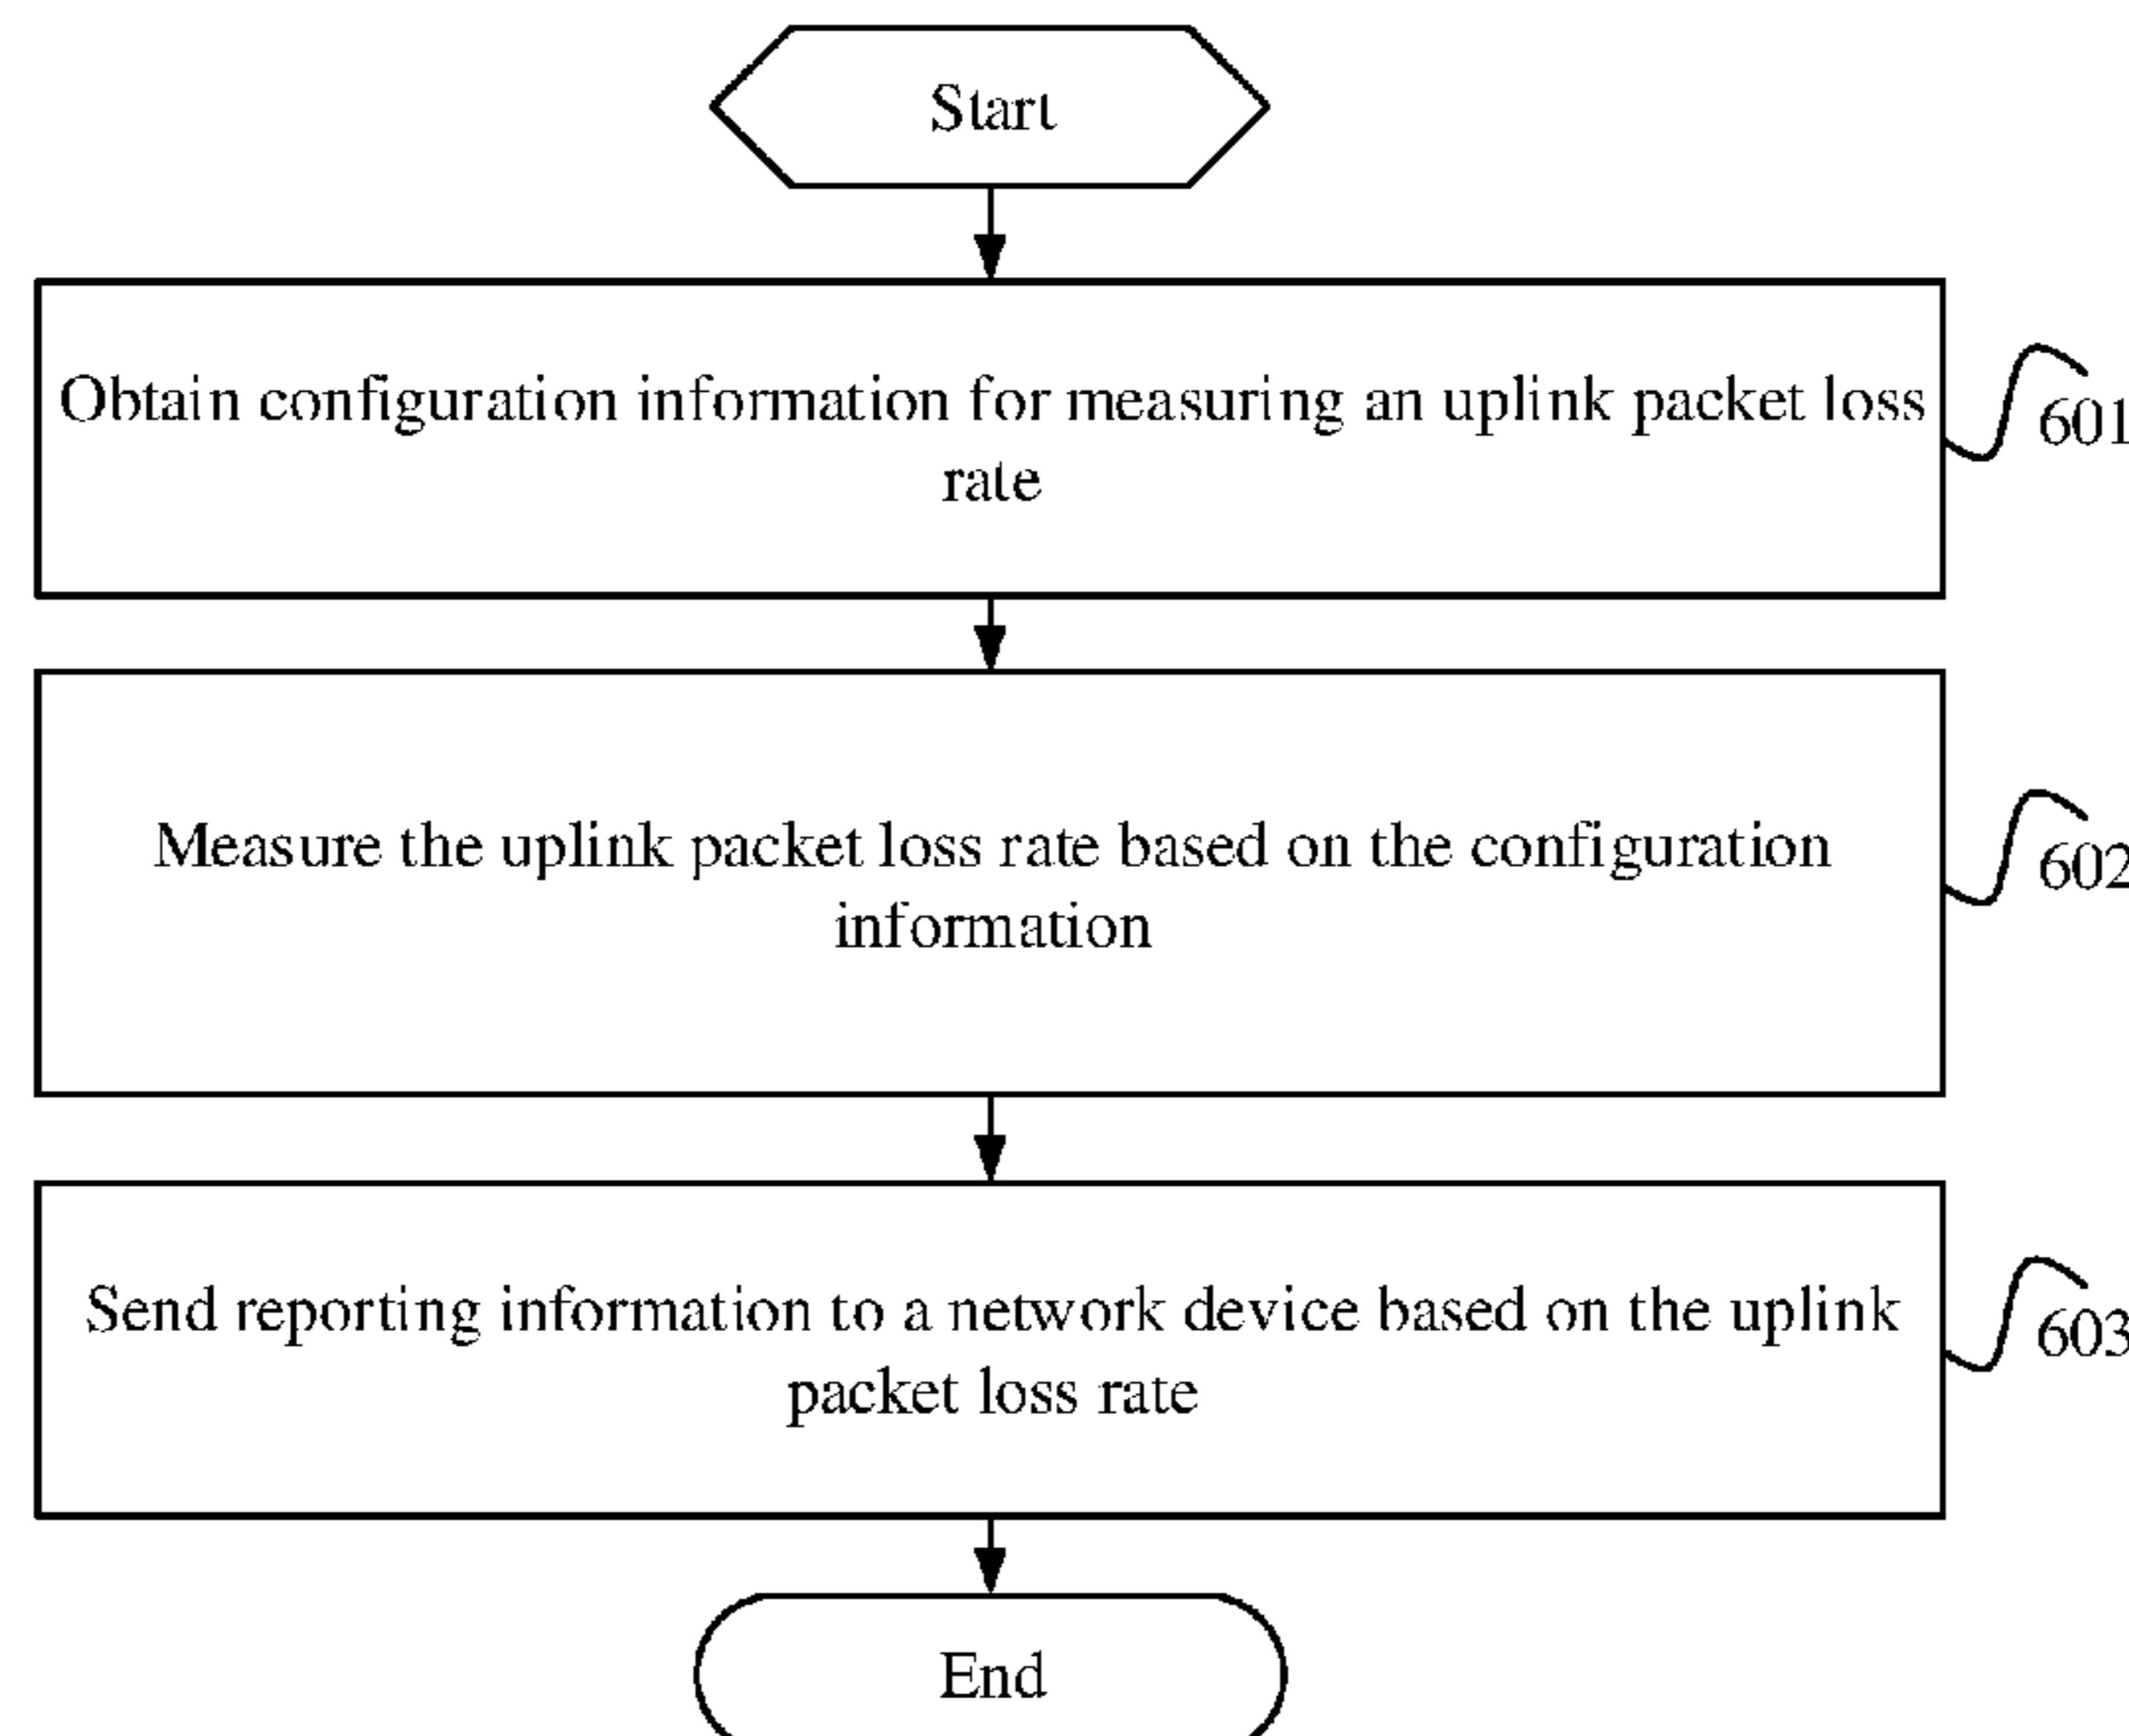 Start
Obtain configuration information for measuring an uplink packet loss
rate
601
Measure the uplink packet loss rate based on the configuration
information
602
Send reporting information to a network device based on the uplink
packet loss rate
603
End